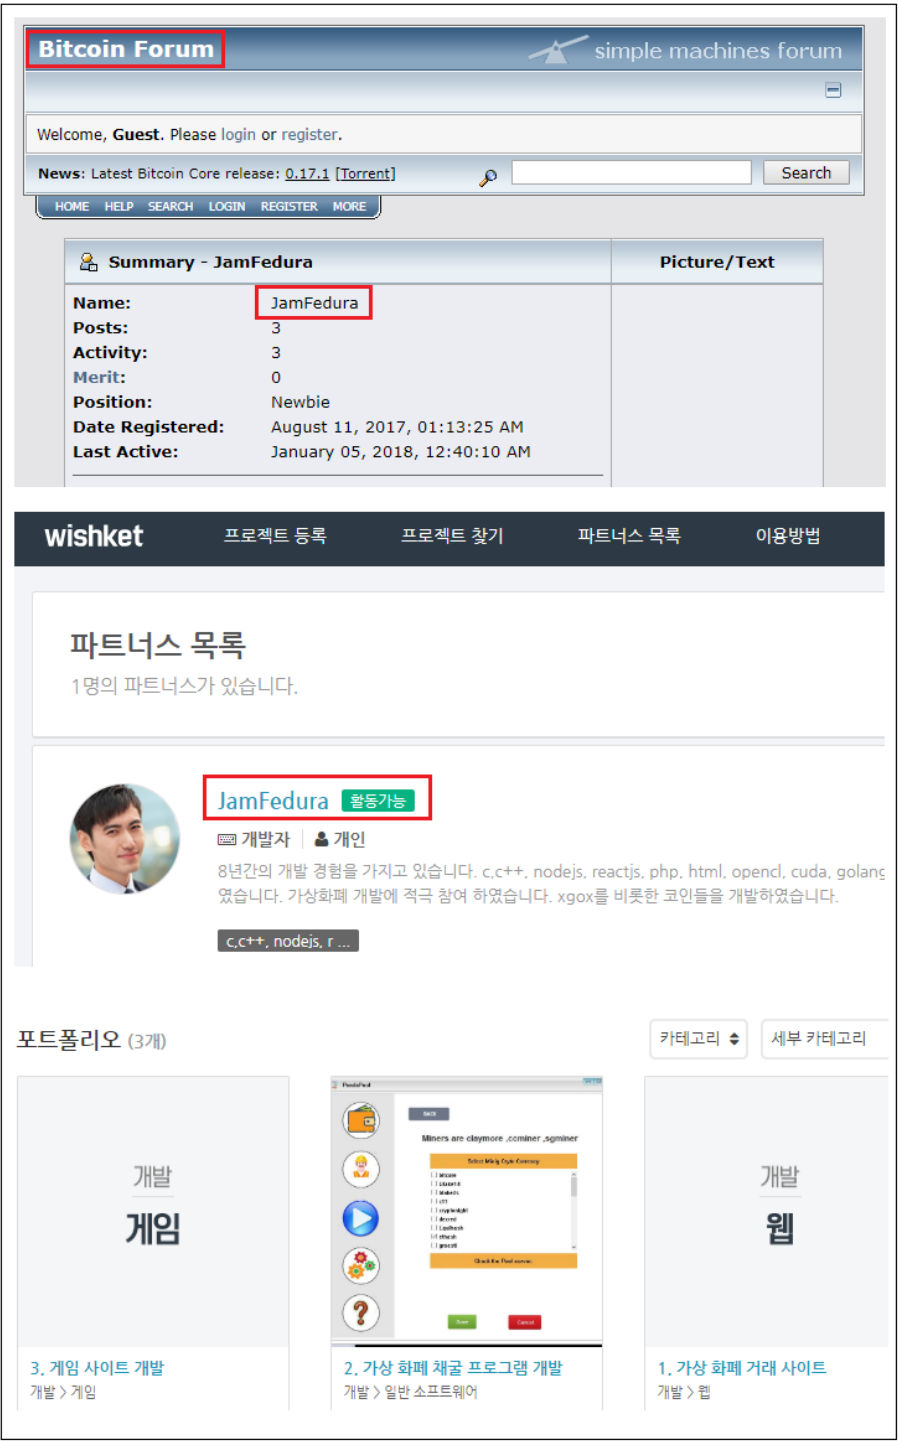 Bitcoin Forum
simple machines forum
Welcome, Guest. Please login or register.
News: Latest Bitcoin Core release: 0.17.1 [Torrent]
Search
HOME HELP SEARCH LOGIN REGISTER MORE
Summary - JamFedura
Picture/Text
Name: JamFedura
Posts: 3
Activity: 3
Merit: 0
Position: Newbie
Date Registered: August 11, 2017, 01:13:25 AM
Last Active: January 05, 2018, 12:40:10 AM
wishket 프로젝트 등록 프로젝트 찾기 파트너스 목록 이용방법
파트너스 목록
1명의 파트너스가 있습니다.
JamFedura 활동가능
개발자 개인
8년간의 개발 경험을 가지고 있습니다. c,c++, nodejs, reactjs, php, html, opencl, cuda, golang
였습니다. 가상화폐 개발에 적극 참여 하였습니다. xgox를 비롯한 코인들을 개발하였습니다.
c,c++, nodejs, r ...
포트폴리오 (3개)
카테고리
세부 카테고리
개발
게임
BACK
Miners are claymore ,ccminer ,sgminer
개발
웹
3. 게임 사이트 개발
개발 > 게임
2. 가상 화폐 채굴 프로그램 개발
개발 > 일반 소프트웨어
1. 가상 화폐 거래 사이트
개발 > 웹